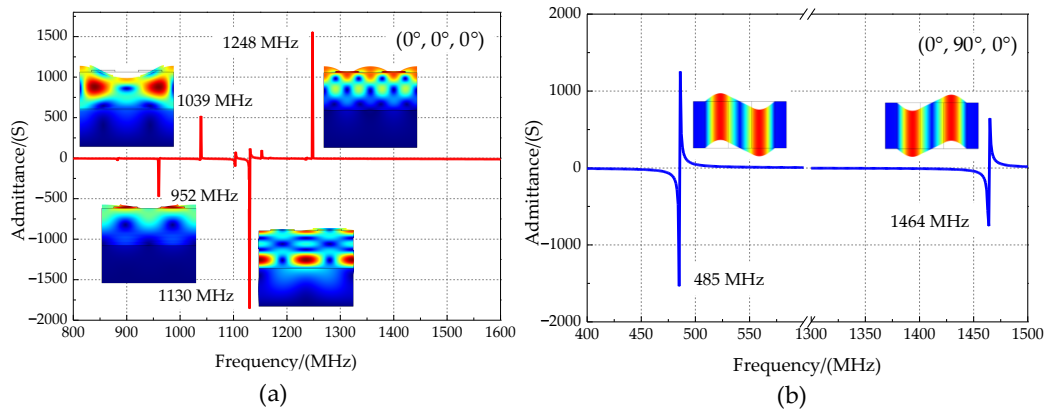 1500
1000
500
0
−500
−1000
−1500
−2000
Admittance/(S)
1248 MHz
(0°, 0°, 0°)
1039 MHz
952 MHz
1130 MHz
800 900 1000 1100 1200 1300 1400 1500 1600
Frequency/(MHz)
(a)
2000
1000
0
1000
−2000
Admittance/(S)
(0°, 90°, 0°)
1464 MHz
485 MHz
400 450 500 550 1300 1400 1500
Frequency/(MHz)
(b)